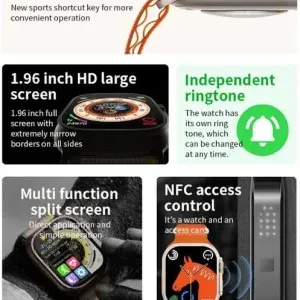 New sports shortcut key for more
convenient operation
1.96 inch HD large
screen
1.96 inch full
screen with
extremely narrow
borders on all sides
Independent
ringtone
The watch has
its own ring
tone, which
can be changed
at any time.
Multi function
split screen
Direct application and
simple operation
NFC access
control
It's a watch and an
access card